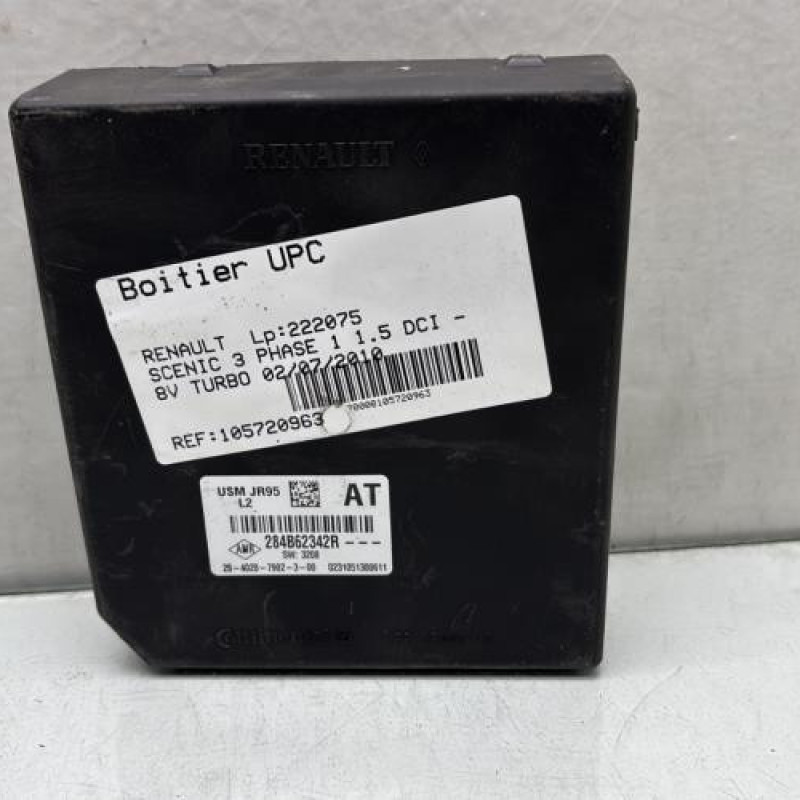 RENAULT
Boitier UPC
RENAULT Lp:222075
SCENIC 3 PHASE 1 1.5 DCI -
8V TURBO 02/07/2010
70000105720963
REF:105720963
USM JR95 AT
L2
284B62342R---
SW: 3208